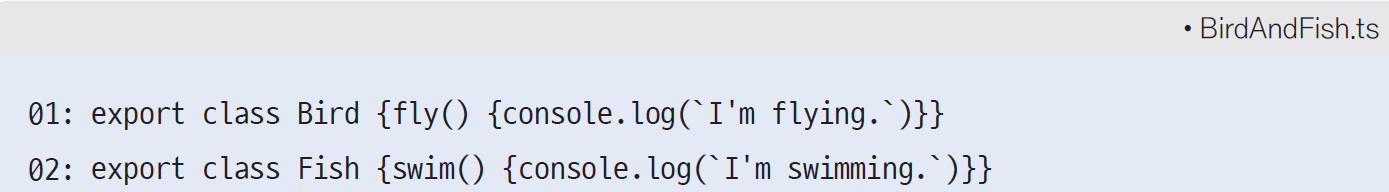 • BirdAndFish.ts
01: export class Bird {fly() {console.log(`I'm flying.`)}}
02: export class Fish {swim() {console.log(`I'm swimming.`)}}